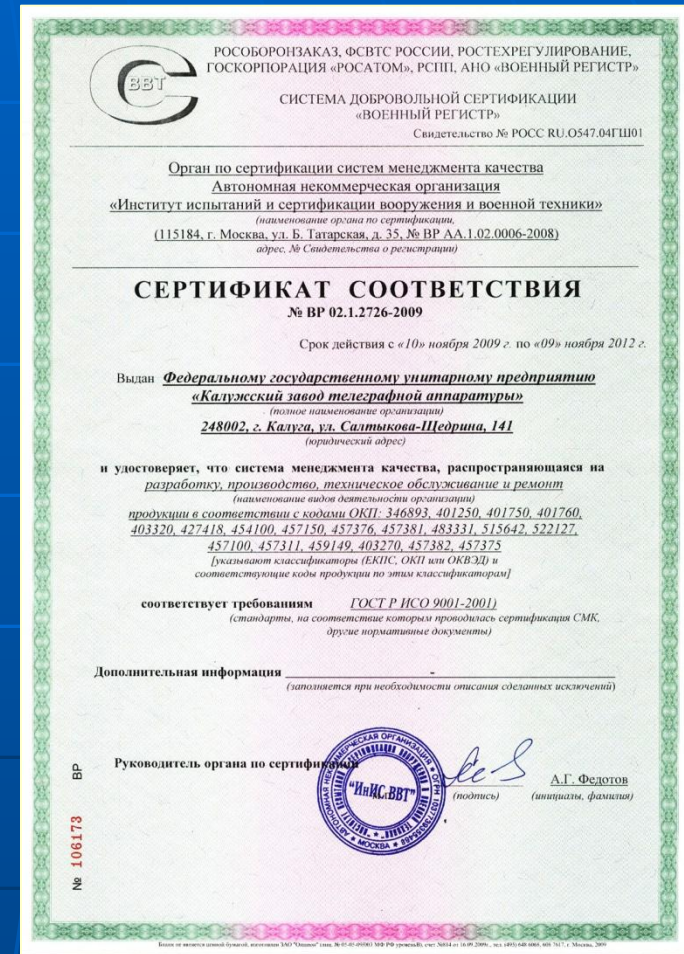 РОСОБОРОНЗАКАЗ, ФСВТС РОССИИ, РОСТЕХРЕГУЛИРОВАНИЕ,
ГОСКОРПОРАЦИЯ «РОСАТОМ», РСПП, АНО «ВОЕННЫЙ РЕГИСТР»
ВВТ
СИСТЕМА ДОБРОВОЛЬНОЙ СЕРТИФИКАЦИИ
«ВОЕННЫЙ РЕГИСТР»
Свидетельство № РОСС RU.О547.04ГШ01
Орган по сертификации систем менеджмента качества
Автономная некоммерческая организация
«Институт испытаний и сертификации вооружения и военной техники»
(наименование органа по сертификации,
(115184, г. Москва, ул. Б. Татарская, д. 35, № ВР АА.1.02.0006-2008)
адрес, № Свидетельства о регистрации)
СЕРТИФИКАТ СООТВЕТСТВИЯ
№ ВР 02.1.2726-2009
Срок действия с «10» ноября 2009 г. по «09» ноября 2012 г.
Выдан Федеральному государственному унитарному предприятию
«Калужский завод телеграфной аппаратуры»
(полное наименование организации)
248002, г. Калуга, ул. Салтыкова-Щедрина, 141
(юридический адрес)
и удостоверяет, что система менеджмента качества, распространяющаяся на
разработку, производство, техническое обслуживание и ремонт
(наименование видов деятельности организации)
продукции в соответствии с кодами ОКП: 346893, 401250, 401750, 401760,
403320, 427418, 454100, 457150, 457376, 457381, 483331, 515642, 522127,
457100, 457311, 459149, 403270, 457382, 457375
[указывают классификаторы (ЕКПС, ОКП или ОКВЭД) и
соответствующие коды продукции по этим классификаторам]
соответствует требованиям ГОСТ Р ИСО 9001-2001)
(стандарты, на соответствие которым проводилась сертификация СМК,
другие нормативные документы)
Дополнительная информация -
(заполняется при необходимости описания сделанных исключений)
Руководитель органа по сертификации
А.Г. Федотов
(подпись) (инициалы, фамилия)
"ИнИС ВВТ"
МОСКВА
№ 106173 ВР